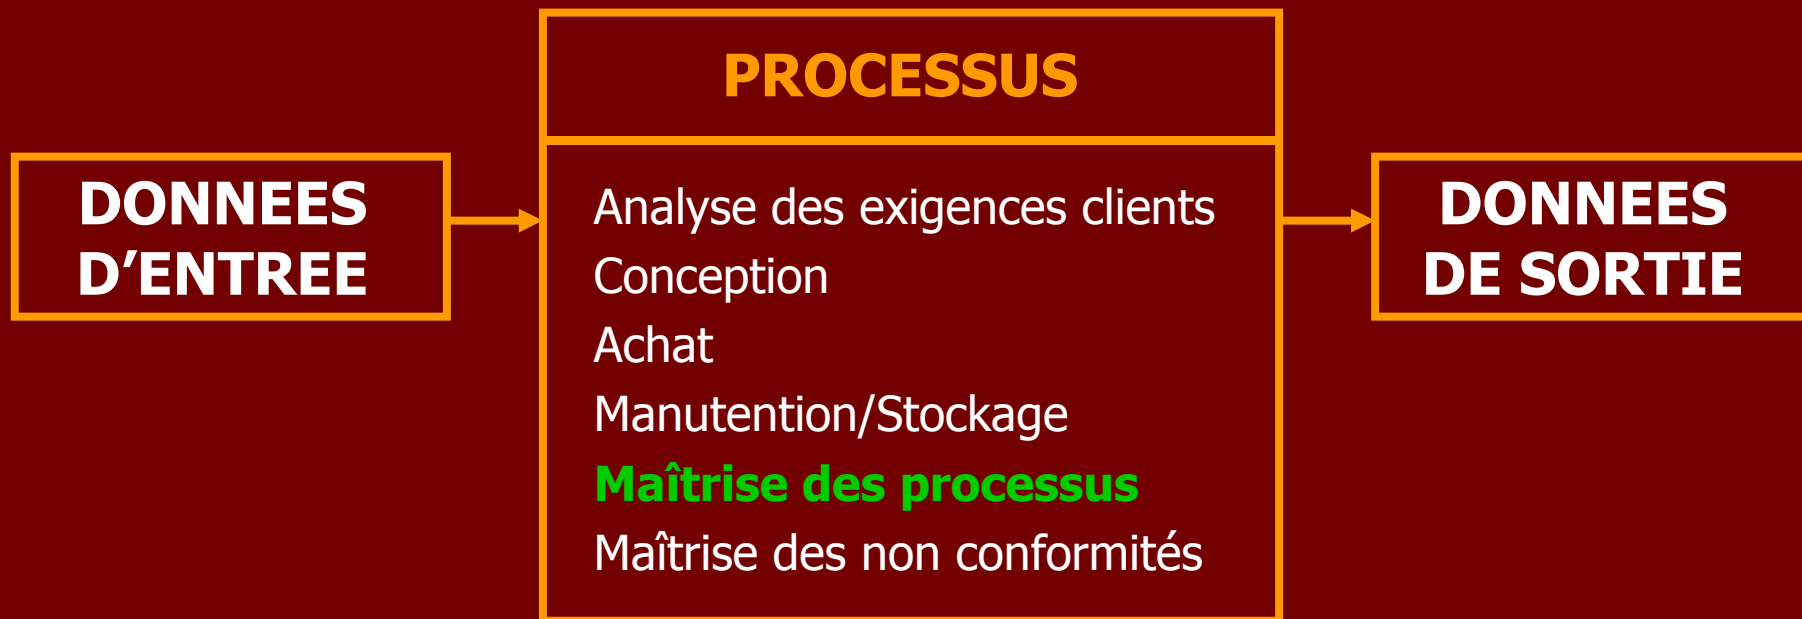 PROCESSUS
DONNEES
D’ENTREE
Analyse des exigences clients
Conception
Achat
Manutention/Stockage
Maîtrise des processus
Maîtrise des non conformités
DONNEES
DE SORTIE